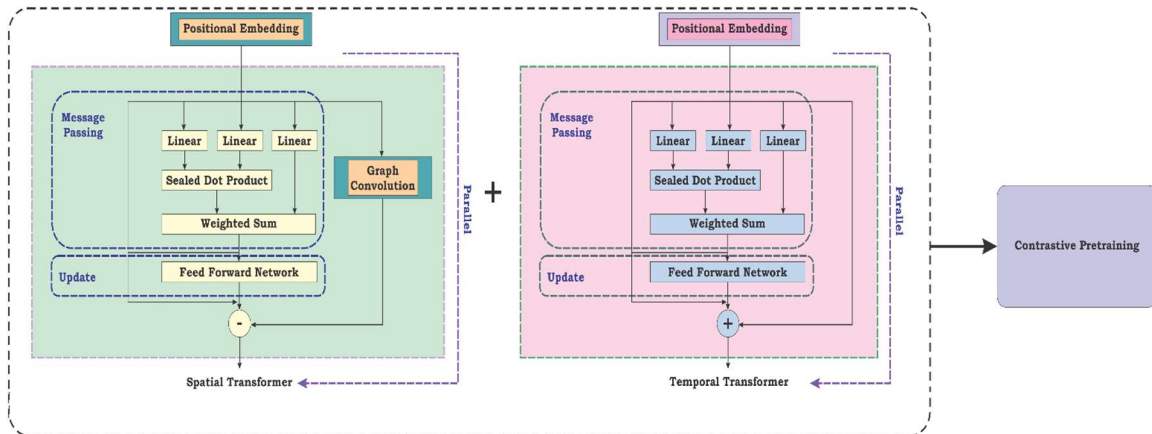 Positional Embedding
Message
Passing
Linear
Linear
Linear
Sealed Dot Product
Graph
Convolution
Weighted Sum
Update
Feed Forward Network
-
Spatial Transformer
Parallel
+
Positional Embedding
Message
Passing
Linear
Linear
Linear
Sealed Dot Product
Weighted Sum
Update
Feed Forward Network
+
Temporal Transformer
Parallel
Contrastive Pretraining